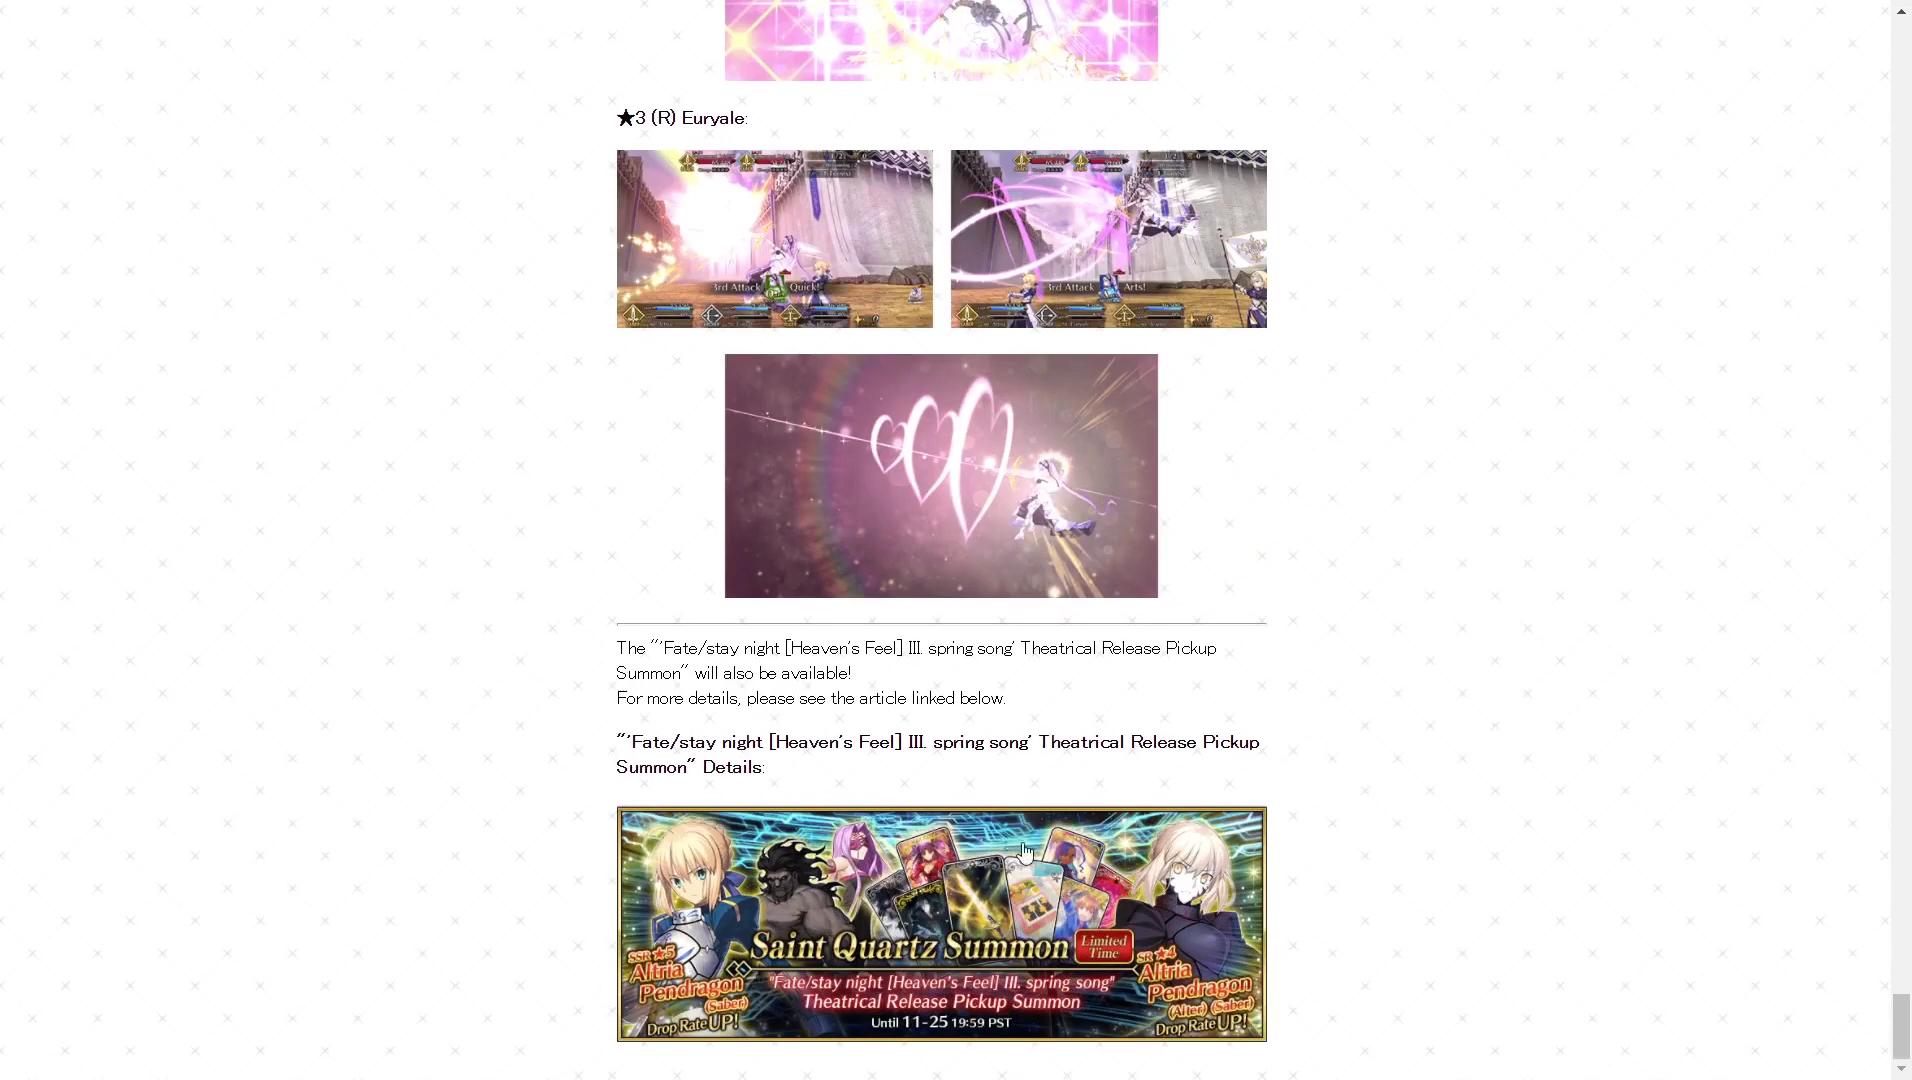 ★3 (R) Euryale:
3rd Attack Quick!
3rd Attack Arts!
The "'Fate/stay night [Heaven's Feel] III. spring song' Theatrical Release Pickup
Summon" will also be available!
For more details, please see the article linked below.
"'Fate/stay night [Heaven's Feel] III. spring song' Theatrical Release Pickup
Summon" Details:
Saint Quartz Summon
Limited
Time
SSR ★5
Altria
Pendragon
(Saber)
Drop Rate UP!
"Fate/stay night [Heaven's Feel] III. spring song"
Theatrical Release Pickup Summon
Until 11-25 19:59 PST
SR ★4
Altria
Pendragon
(Alter) (Saber)
Drop Rate UP!